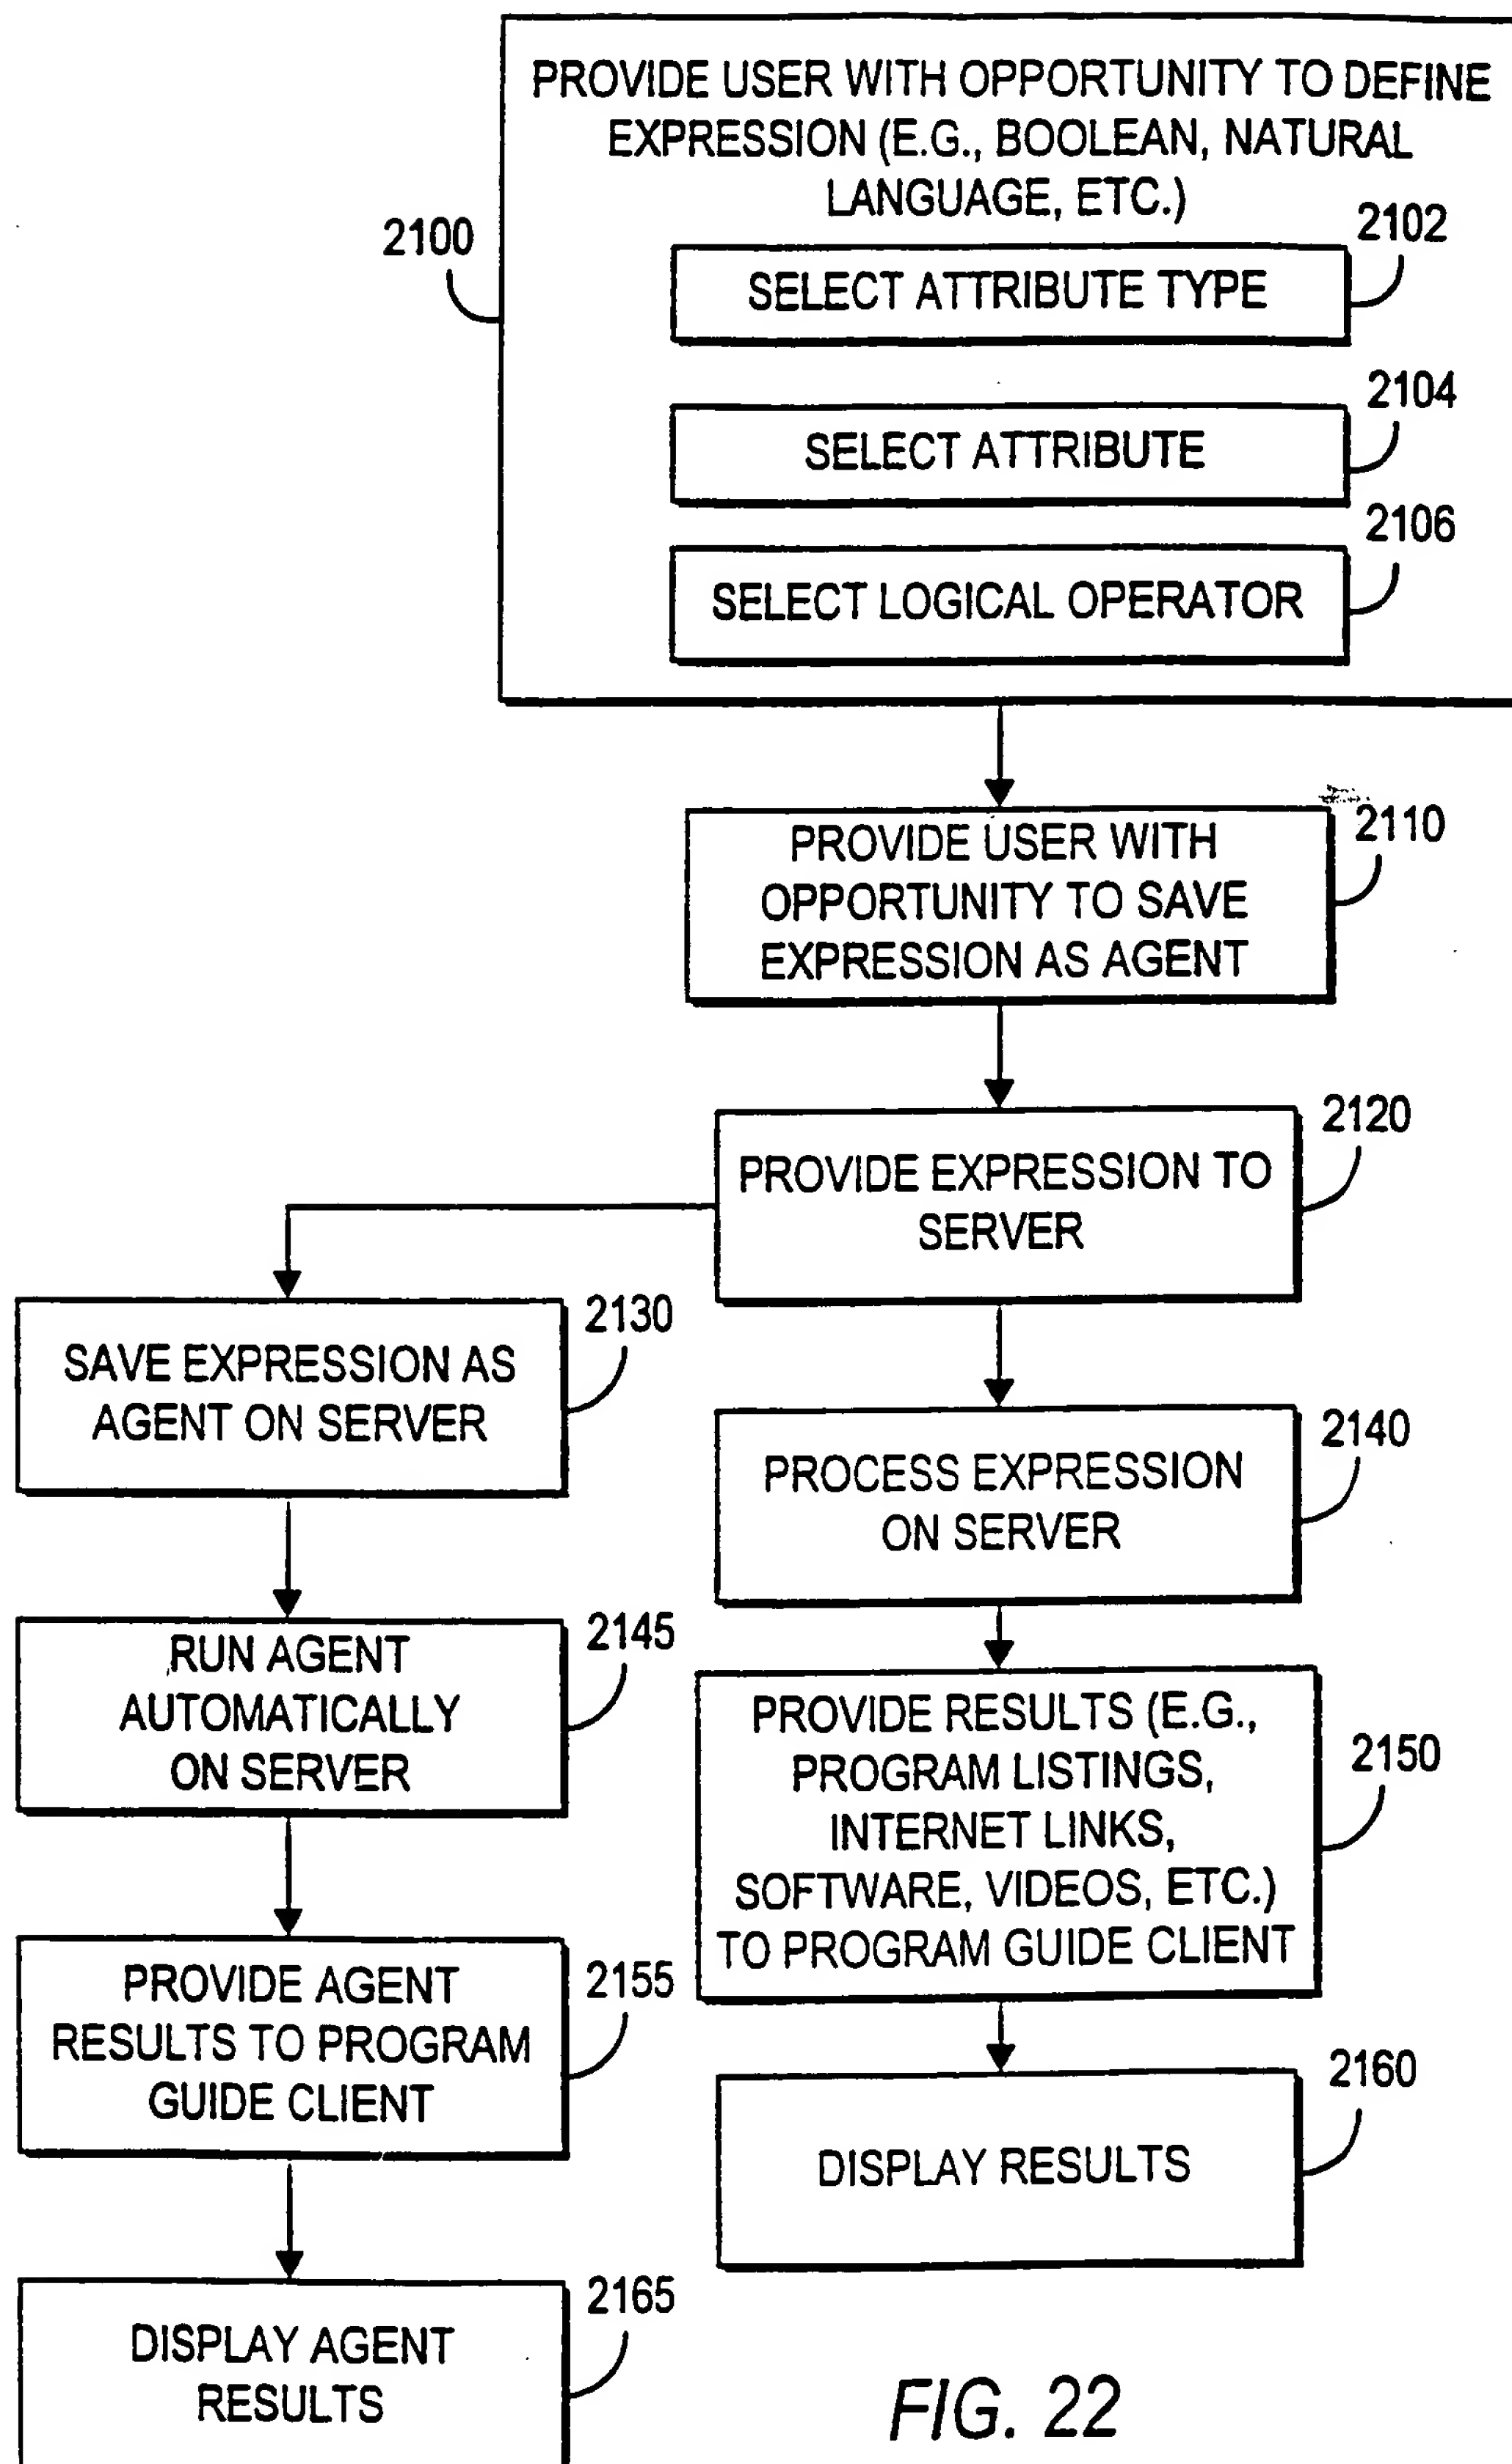 PROVIDE USER WITH OPPORTUNITY TO DEFINE
EXPRESSION (E.G., BOOLEAN, NATURAL
LANGUAGE, ETC.)
2100
2102
SELECT ATTRIBUTE TYPE
2104
SELECT ATTRIBUTE
2106
SELECT LOGICAL OPERATOR
2110
PROVIDE USER WITH
OPPORTUNITY TO SAVE
EXPRESSION AS AGENT
2120
PROVIDE EXPRESSION TO
SERVER
2130
SAVE EXPRESSION AS
AGENT ON SERVER
2140
PROCESS EXPRESSION
ON SERVER
2145
RUN AGENT
AUTOMATICALLY
ON SERVER
2150
PROVIDE RESULTS (E.G.,
PROGRAM LISTINGS,
INTERNET LINKS,
SOFTWARE, VIDEOS, ETC.)
TO PROGRAM GUIDE CLIENT
2155
PROVIDE AGENT
RESULTS TO PROGRAM
GUIDE CLIENT
2160
DISPLAY RESULTS
2165
DISPLAY AGENT
RESULTS
FIG. 22